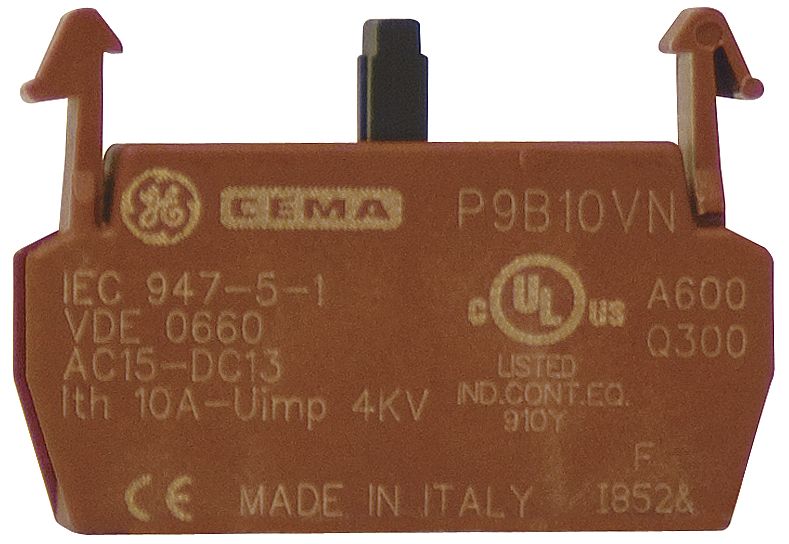 GE CEMA P9B10VN
IEC 947-5-1
VDE 0660
AC15-DC13
Ith 10A-Uimp 4KV
C UL US
LISTED
IND.CONT.EQ.
910Y
A600
Q300
F
CE MADE IN ITALY I852&